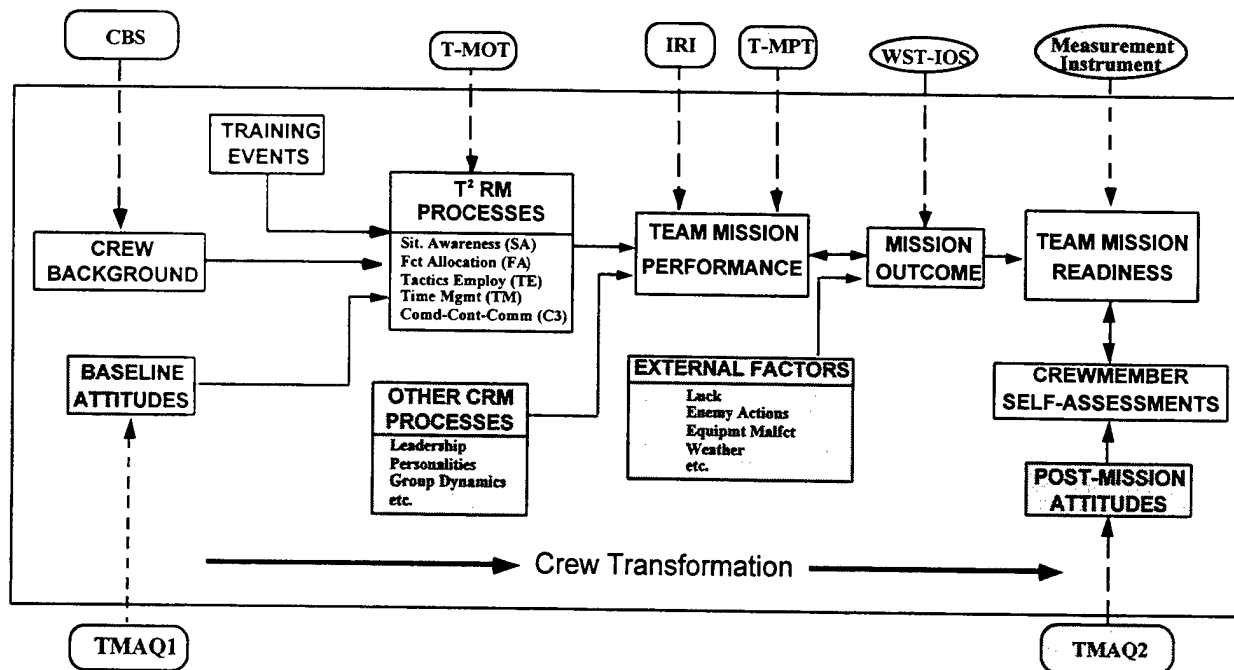 CBS
T-MOT
IRI
T-MPT
WST-IOS
Measurement
Instrument
TRAINING
EVENTS
T² RM
PROCESSES
Sit. Awareness (SA)
Fct Allocation (FA)
Tactics Employ (TE)
Time Mgmt (TM)
Comd-Cont-Comm (C3)
CREW
BACKGROUND
TEAM MISSION
PERFORMANCE
MISSION
OUTCOME
TEAM MISSION
READINESS
BASELINE
ATTITUDES
OTHER CRM
PROCESSES
Leadership
Personalities
Group Dynamics
etc.
EXTERNAL FACTORS
Luck
Enemy Actions
Equipmt Malfct
Weather
etc.
CREWMEMBER
SELF-ASSESSMENTS
POST-MISSION
ATTITUDES
Crew Transformation
TMAQ1
TMAQ2